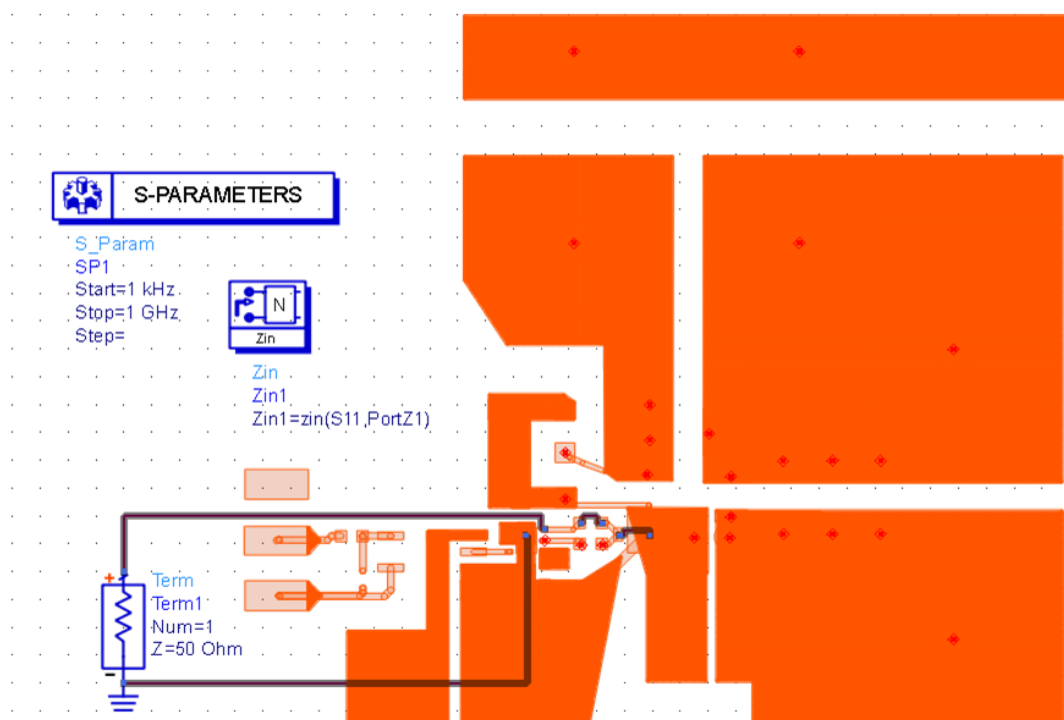 S-PARAMETERS
S_Param
SP1
Start=1 kHz
Stop=1 GHz
Step=
N
Zin
Zin
Zin1
Zin1=zin(S11,PortZ1)
+
Term
Term1
Num=1
Z=50 Ohm
-